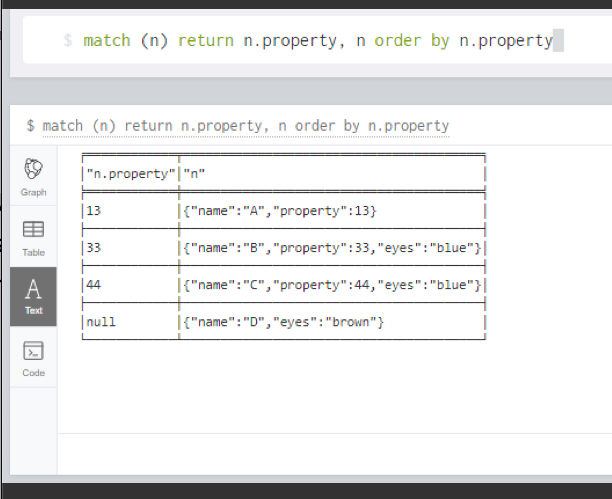 $ match (n) return n.property, n order by n.property
$ match (n) return n.property, n order by n.property
Graph
Table
A
Text
Code
"n.property" "n"
13 {"name":"A","property":13}
33 {"name":"B","property":33,"eyes":"blue"}
44 {"name":"C","property":44,"eyes":"blue"}
null {"name":"D","eyes":"brown"}